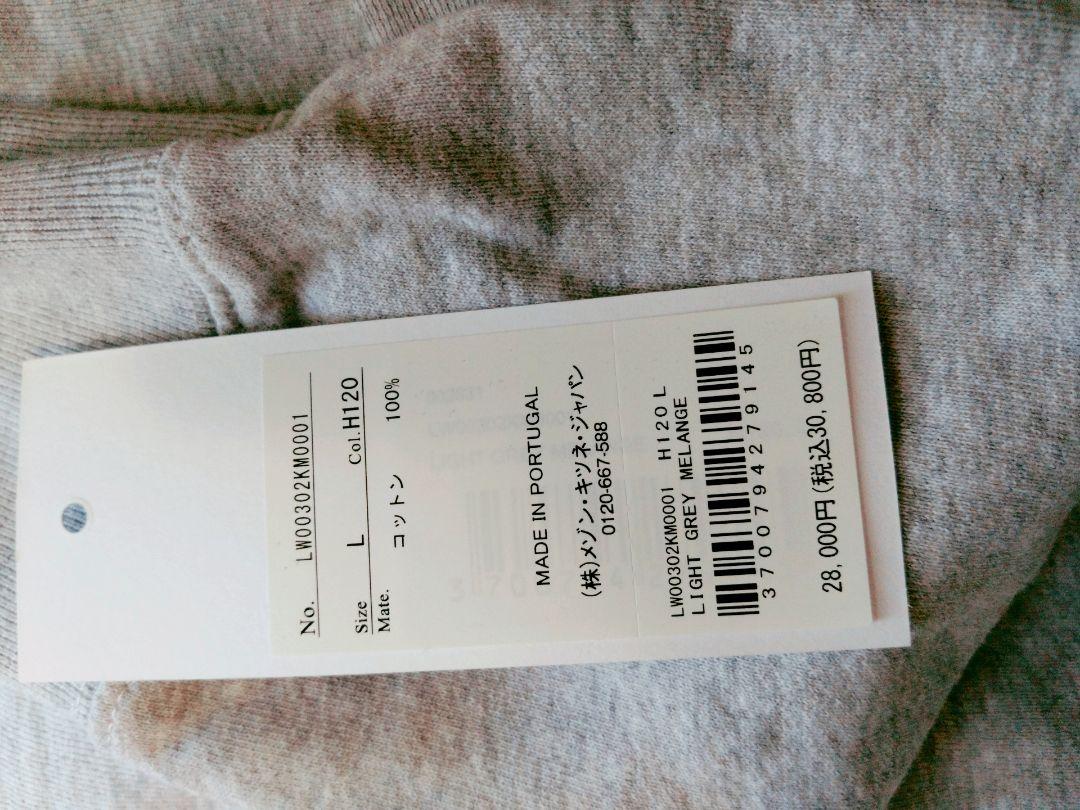 No. LW00302KM0001
Size L Col.H120
Mate. コットン 100%
MADE IN PORTUGAL
(株)メゾン・キツネ・ジャパン
0120-667-588
LW00302KM0001 H120 L
LIGHT GREY MELANGE
3700794279145
28,000円(税込30,800円)